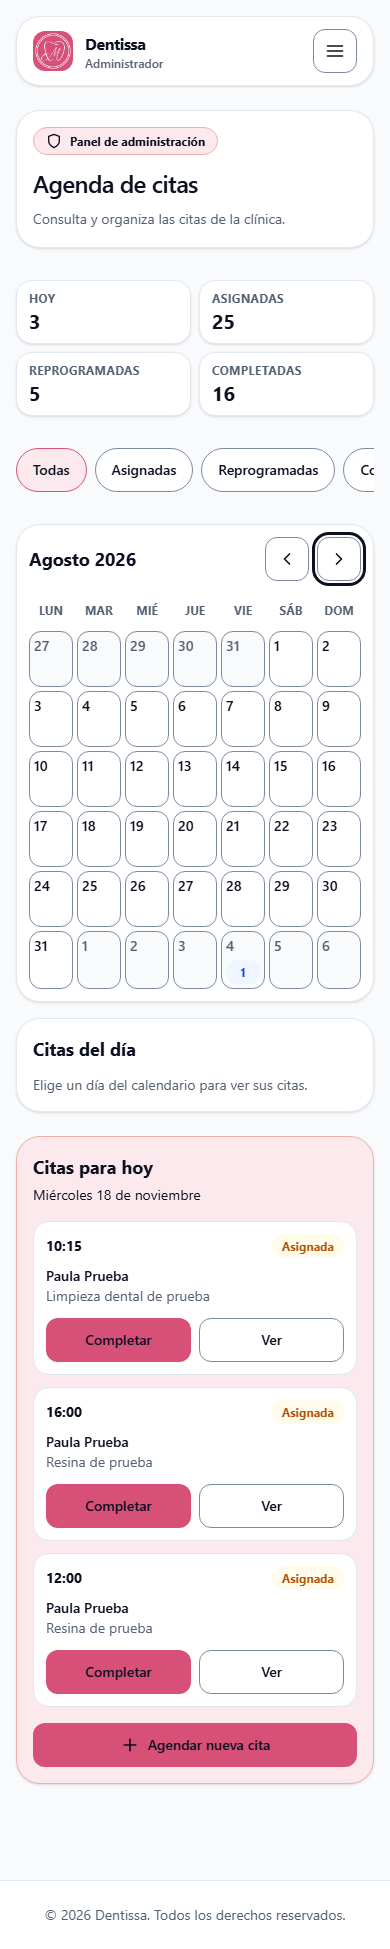 Dentissa
Administrador
Panel de administración
Agenda de citas
Consulta y organiza las citas de la clínica.
HOY
3
ASIGNADAS
25
REPROGRAMADAS
5
COMPLETADAS
16
Todas Asignadas Reprogramadas
Agosto 2026
LUN MAR MIÉ JUE VIE SÁB DOM
27 28 29 30 31 1 2
3 4 5 6 7 8 9
10 11 12 13 14 15 16
17 18 19 20 21 22 23
24 25 26 27 28 29 30
31 1 2 3 4 5 6
1
Citas del día
Elige un día del calendario para ver sus citas.
Citas para hoy
Miércoles 18 de noviembre
10:15 Asignada
Paula Prueba
Limpieza dental de prueba
Completar Ver
16:00 Asignada
Paula Prueba
Resina de prueba
Completar Ver
12:00 Asignada
Paula Prueba
Resina de prueba
Completar Ver
Agendar nueva cita
© 2026 Dentissa. Todos los derechos reservados.